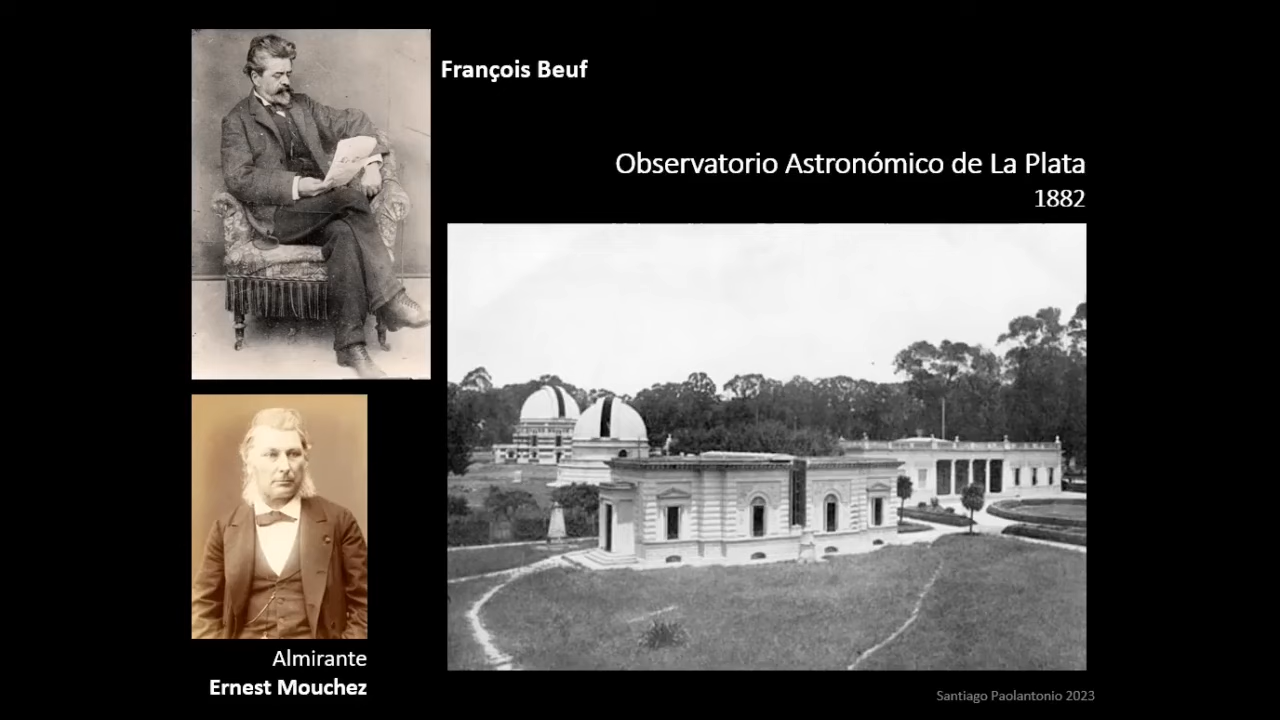 François Beuf
Observatorio Astronómico de La Plata
1882
Almirante
Ernest Mouchez
Santiago Paolantonio 2023